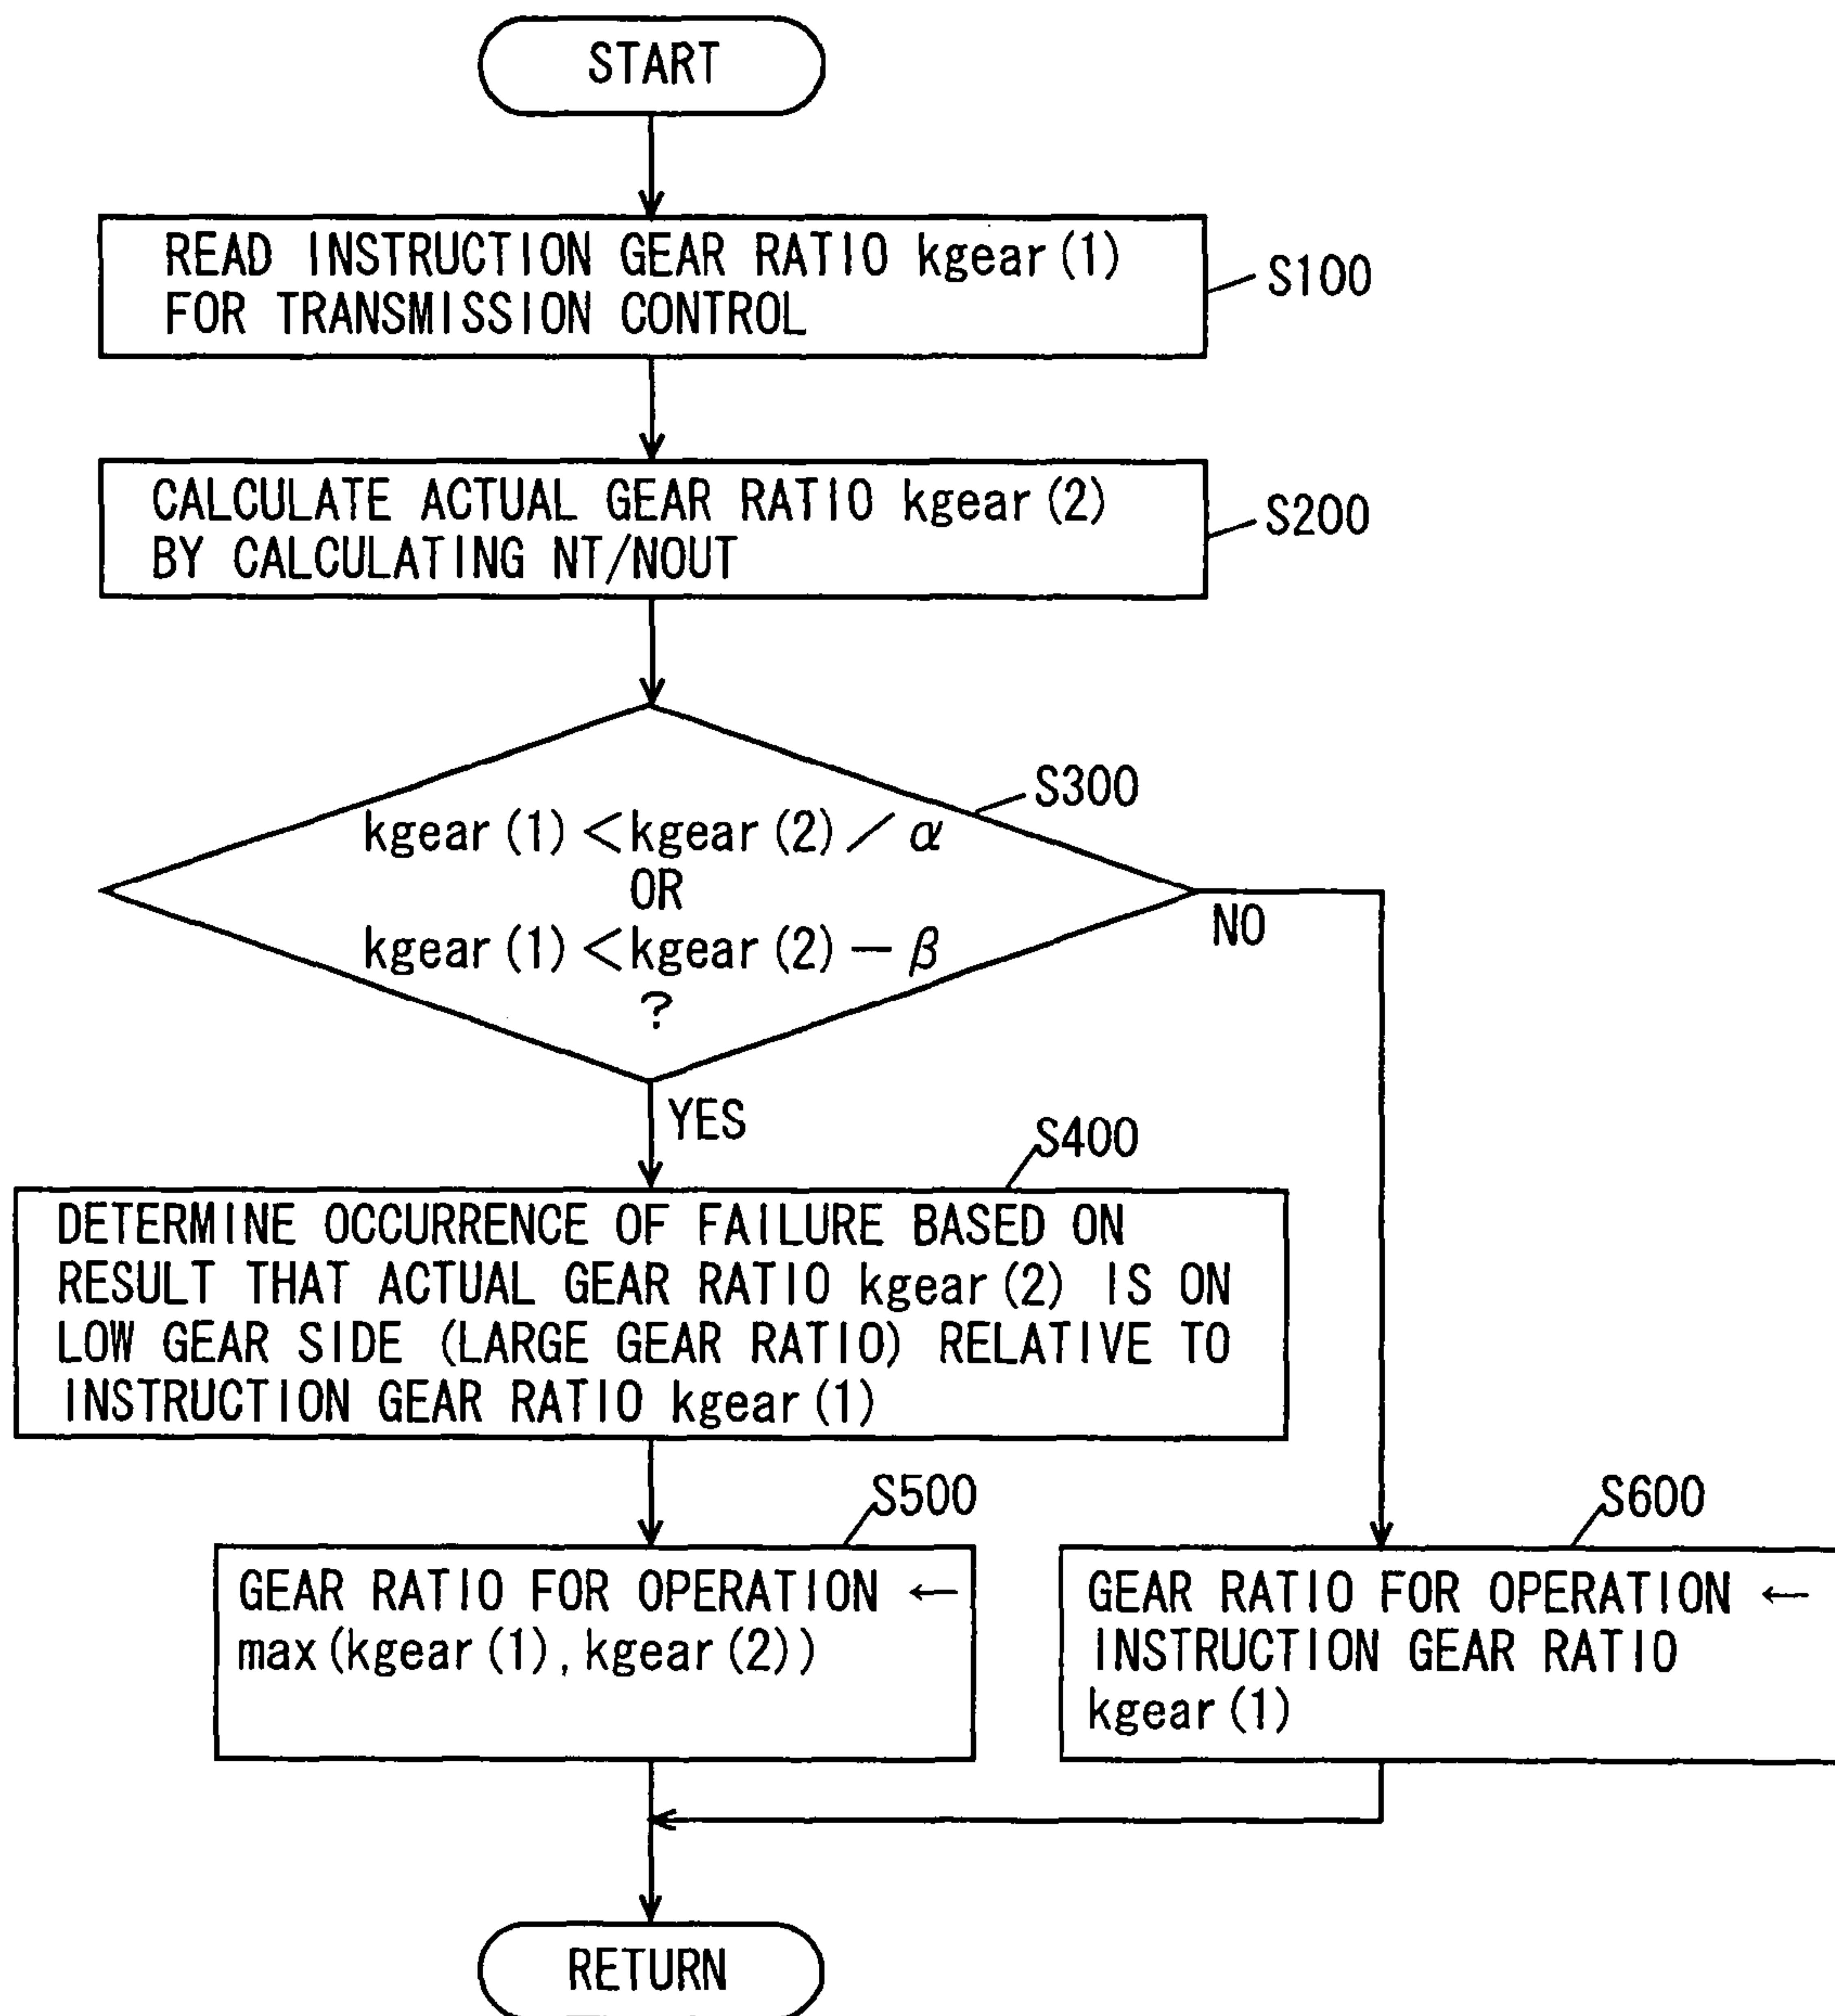 START
READ INSTRUCTION GEAR RATIO kgear(1)
FOR TRANSMISSION CONTROL
S100
CALCULATE ACTUAL GEAR RATIO kgear(2)
BY CALCULATING NT/NOUT
S200
S300
kgear(1)<kgear(2)/α
OR
kgear(1)<kgear(2)−β
?
NO
YES
S400
DETERMINE OCCURRENCE OF FAILURE BASED ON
RESULT THAT ACTUAL GEAR RATIO kgear(2) IS ON
LOW GEAR SIDE (LARGE GEAR RATIO) RELATIVE TO
INSTRUCTION GEAR RATIO kgear(1)
S500
GEAR RATIO FOR OPERATION ←
max(kgear(1),kgear(2))
S600
GEAR RATIO FOR OPERATION ←
INSTRUCTION GEAR RATIO
kgear(1)
RETURN